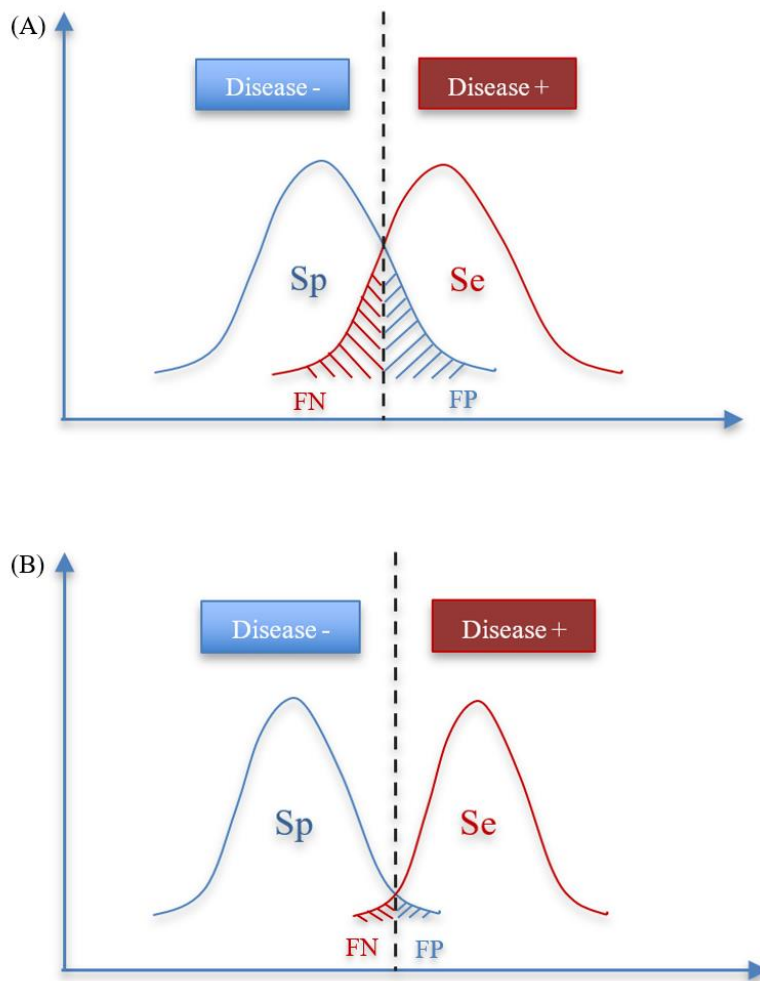 (A)
Disease -
Disease +
Sp
Se
FN
FP
(B)
Disease -
Disease +
Sp
Se
FN
FP